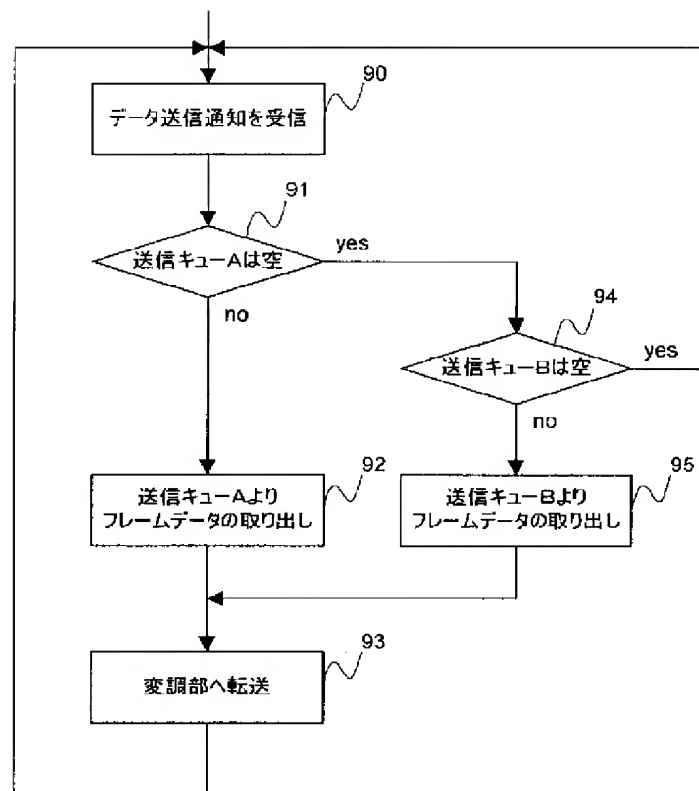 90
データ送信通知を受信
91
送信キューAは空
yes
no
94
送信キューBは空
yes
no
92
送信キューAより
フレームデータの取り出し
95
送信キューBより
フレームデータの取り出し
93
変調部へ転送